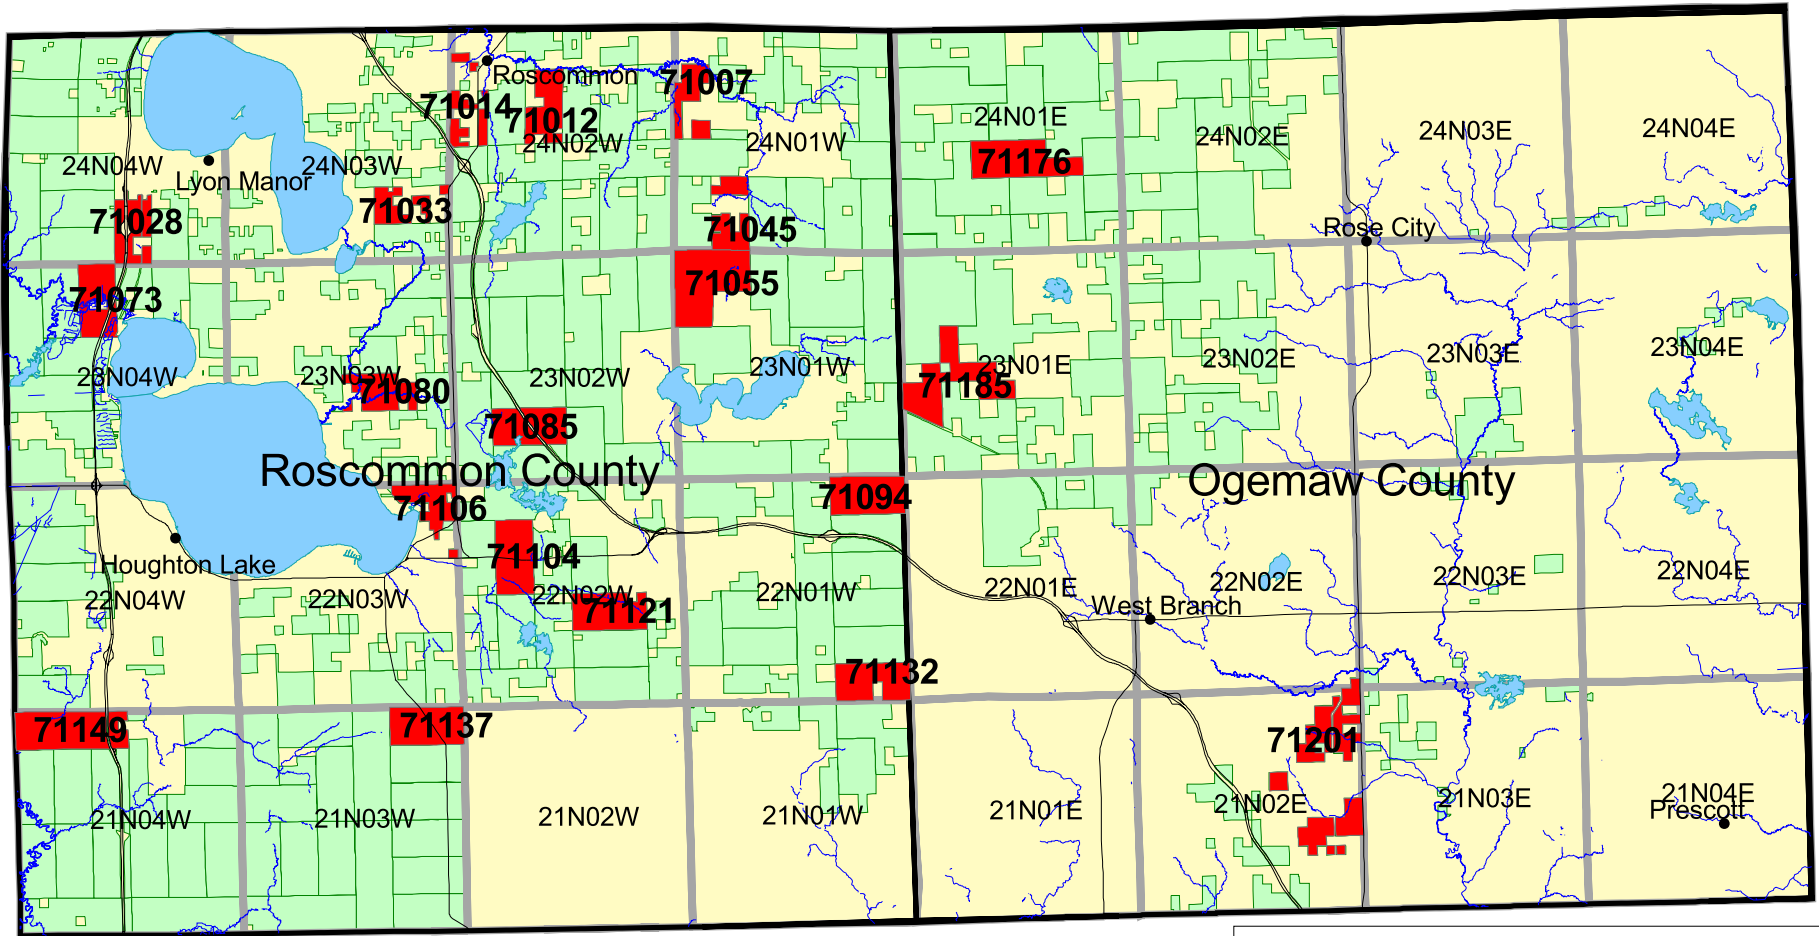 Roscommon
71007
71014
71012
24N01E
24N02W
24N01W
24N02E
24N03E
24N04E
24N04W
24N03W
71176
Lyon Manor
71028
71033
71045
Rose City
71073
71055
23N04W
23N03W
71080
23N02W
23N01W
23N01E
71185
23N02E
23N03E
23N04E
71085
Roscommon County
Ogemaw County
71106
71094
Houghton Lake
71104
22N04W
22N03W
22N02W
71121
22N01W
22N01E
22N02E
22N03E
22N04E
West Branch
71132
71149
71137
71201
21N04W
21N03W
21N02W
21N01W
21N01E
21N02E
21N03E
21N04E
Prescott